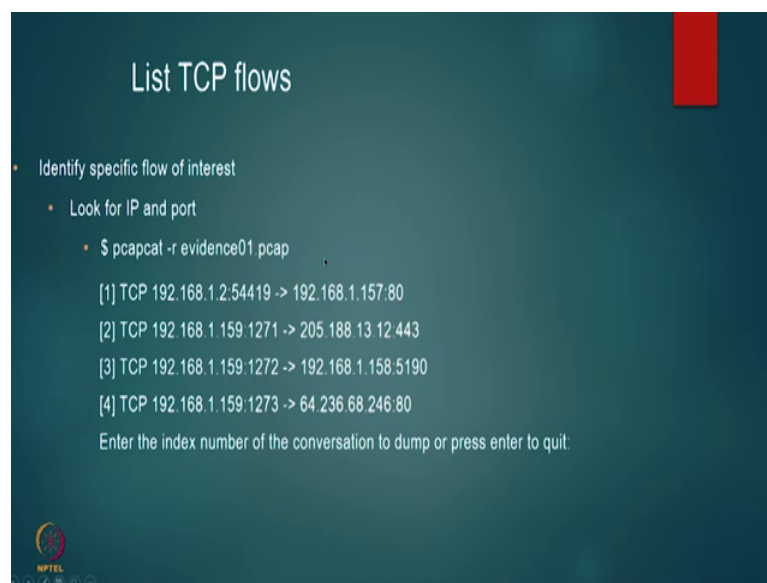 List TCP flows
• Identify specific flow of interest
• Look for IP and port
• $ pcapcat -r evidence01.pcap
[1] TCP 192.168.1.2:54419 -> 192.168.1.157:80
[2] TCP 192.168.1.159:1271 -> 205.188.13.12:443
[3] TCP 192.168.1.159:1272 -> 192.168.1.158:5190
[4] TCP 192.168.1.159:1273 -> 64.236.68.246:80
Enter the index number of the conversation to dump or press enter to quit:
NPTEL